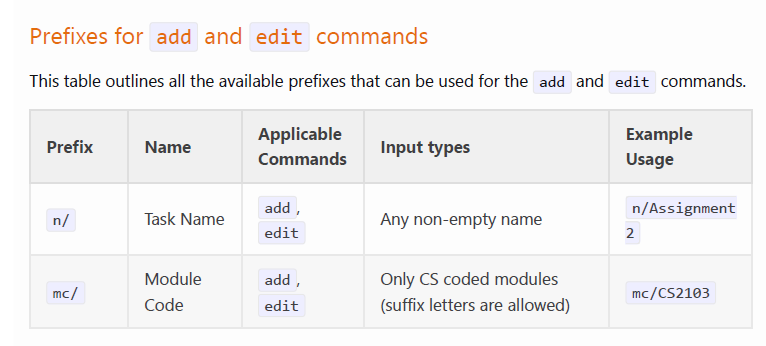 Prefixes for add and edit commands
This table outlines all the available prefixes that can be used for the add and edit commands.
Prefix Name Applicable Commands Input types Example Usage
n/ Task Name add, edit Any non-empty name n/Assignment 2
mc/ Module Code add, edit Only CS coded modules (suffix letters are allowed) mc/CS2103